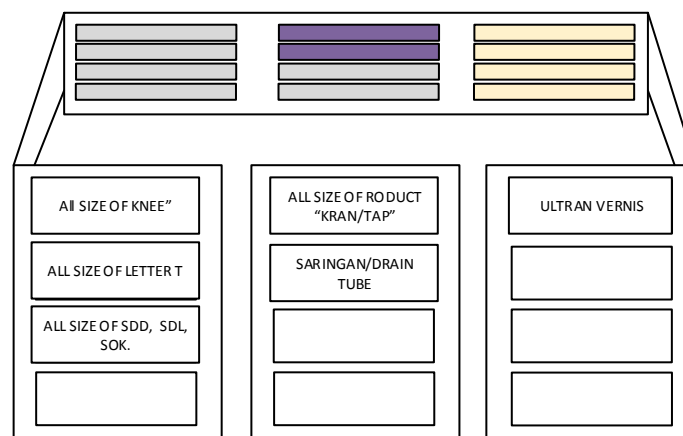 All SIZE OF KNEE”
ALL SIZE OF LETTER T
ALL SIZE OF SDD, SDL,
SOK.
ALL SIZE OF RODUCT
“KRAN/TAP”
SARINGAN/DRAIN
TUBE
ULTRAN VERNIS